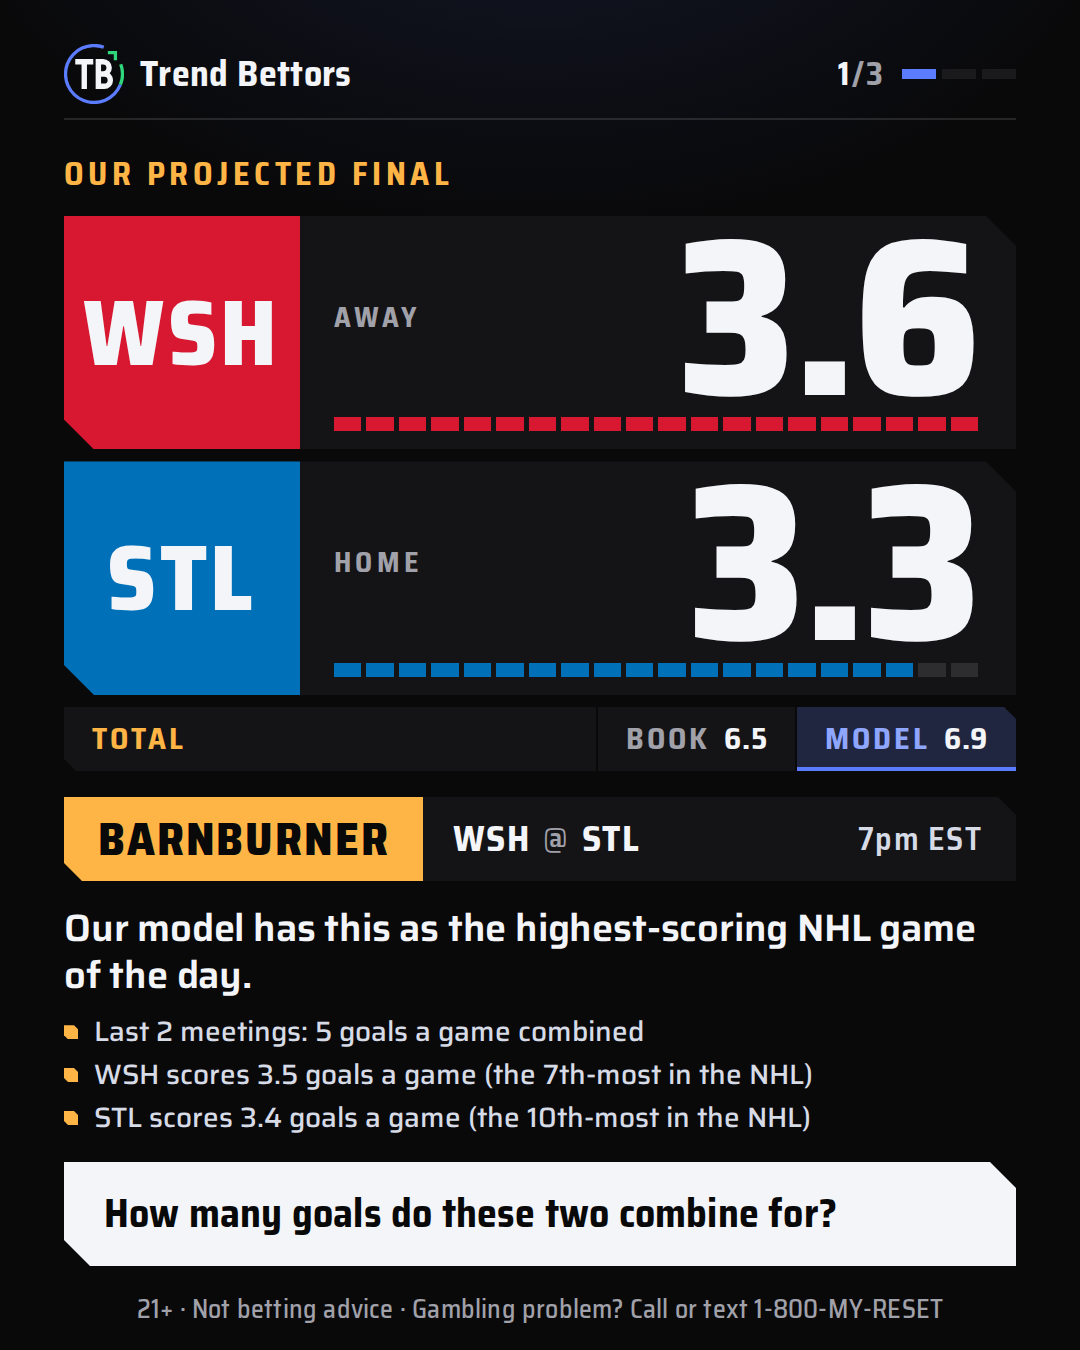 TB Trend Bettors
1/3
OUR PROJECTED FINAL
WSH
AWAY
3.6
STL
HOME
3.3
TOTAL BOOK 6.5 MODEL 6.9
BARNBURNER WSH @ STL 7pm EST
Our model has this as the highest-scoring NHL game
of the day.
Last 2 meetings: 5 goals a game combined
WSH scores 3.5 goals a game (the 7th-most in the NHL)
STL scores 3.4 goals a game (the 10th-most in the NHL)
How many goals do these two combine for?
21+ · Not betting advice · Gambling problem? Call or text 1-800-MY-RESET